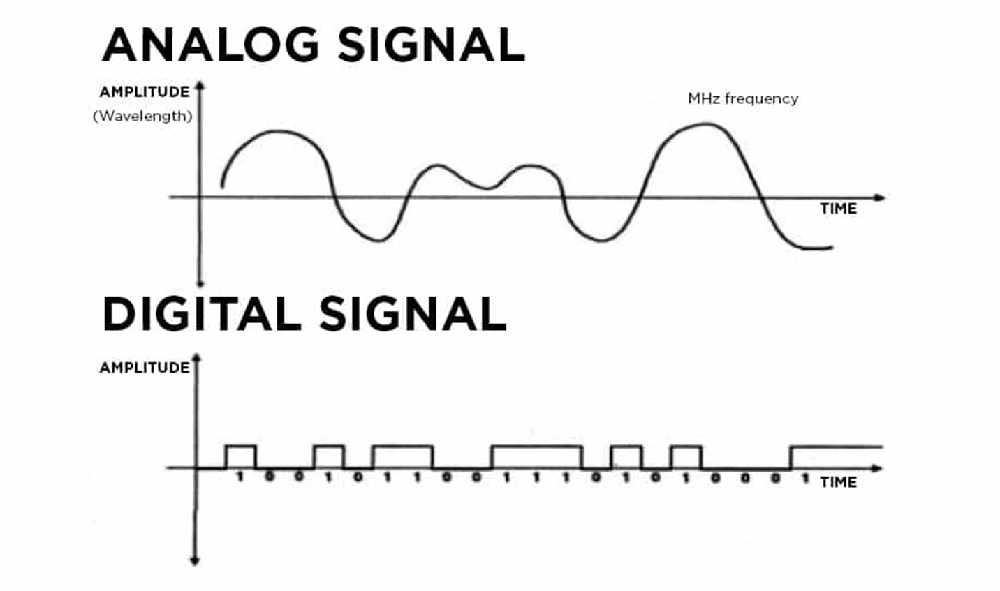 ANALOG SIGNAL
AMPLITUDE
(Wavelength)
MHz frequency
TIME
DIGITAL SIGNAL
AMPLITUDE
1 0 0 1 0 1 1 0 0 1 1 1 0 1 0 1 0 0 0 1
TIME